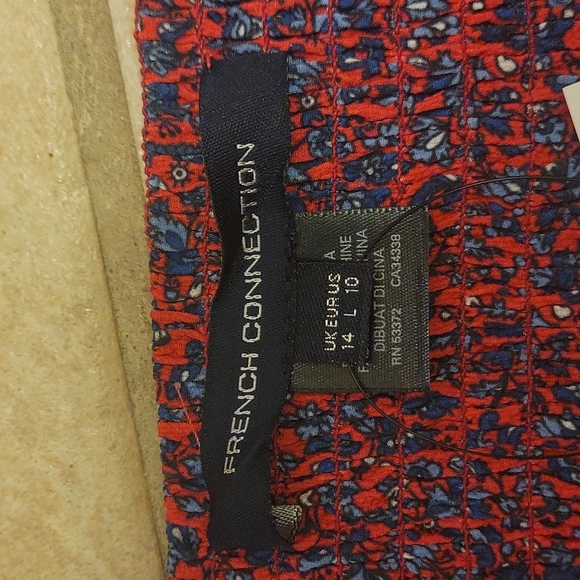 FRENCH CONNECTION
UK EUR US
14 L 10
DIBUAT DI CINA
RN 53372 CA34338